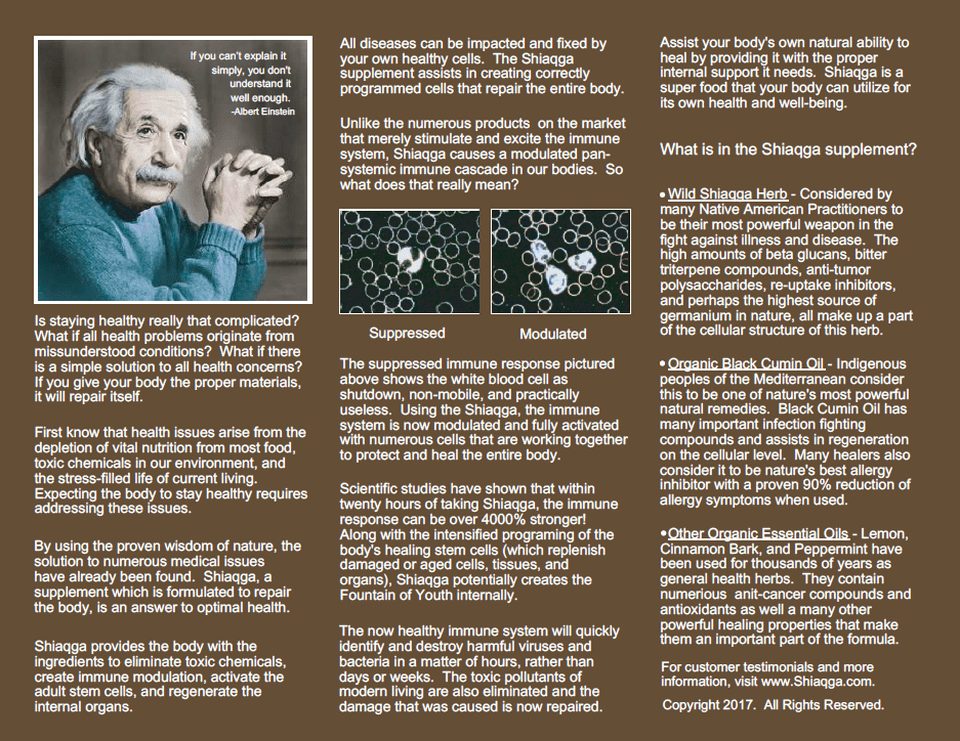 If you can't explain it
simply, you don't
understand it
well enough.
-Albert Einstein
Is staying healthy really that complicated?
What if all health problems originate from
missunderstood conditions? What if there
is a simple solution to all health concerns?
If you give your body the proper materials,
it will repair itself.
First know that health issues arise from the
depletion of vital nutrition from most food,
toxic chemicals in our environment, and
the stress-filled life of current living.
Expecting the body to stay healthy requires
addressing these issues.
By using the proven wisdom of nature, the
solution to numerous medical issues
have already been found. Shiaqga, a
supplement which is formulated to repair
the body, is an answer to optimal health.
Shiaqga provides the body with the
ingredients to eliminate toxic chemicals,
create immune modulation, activate the
adult stem cells, and regenerate the
internal organs.
All diseases can be impacted and fixed by
your own healthy cells. The Shiaqga
supplement assists in creating correctly
programmed cells that repair the entire body.
Unlike the numerous products on the market
that merely stimulate and excite the immune
system, Shiaqga causes a modulated pan-
systemic immune cascade in our bodies. So
what does that really mean?
Suppressed
Modulated
The suppressed immune response pictured
above shows the white blood cell as
shutdown, non-mobile, and practically
useless. Using the Shiaqga, the immune
system is now modulated and fully activated
with numerous cells that are working together
to protect and heal the entire body.
Scientific studies have shown that within
twenty hours of taking Shiaqga, the immune
response can be over 4000% stronger!
Along with the intensified programing of the
body's healing stem cells (which replenish
damaged or aged cells, tissues, and
organs), Shiaqga potentially creates the
Fountain of Youth internally.
The now healthy immune system will quickly
identify and destroy harmful viruses and
bacteria in a matter of hours, rather than
days or weeks. The toxic pollutants of
modern living are also eliminated and the
damage that was caused is now repaired.
Assist your body's own natural ability to
heal by providing it with the proper
internal support it needs. Shiaqga is a
super food that your body can utilize for
its own health and well-being.
What is in the Shiaqga supplement?
• Wild Shiaqga Herb - Considered by
many Native American Practitioners to
be their most powerful weapon in the
fight against illness and disease. The
high amounts of beta glucans, bitter
triterpene compounds, anti-tumor
polysaccharides, re-uptake inhibitors,
and perhaps the highest source of
germanium in nature, all make up a part
of the cellular structure of this herb.
• Organic Black Cumin Oil - Indigenous
peoples of the Mediterranean consider
this to be one of nature's most powerful
natural remedies. Black Cumin Oil has
many important infection fighting
compounds and assists in regeneration
on the cellular level. Many healers also
consider it to be nature's best allergy
inhibitor with a proven 90% reduction of
allergy symptoms when used.
• Other Organic Essential Oils - Lemon,
Cinnamon Bark, and Peppermint have
been used for thousands of years as
general health herbs. They contain
numerious anit-cancer compounds and
antioxidants as well a many other
powerful healing properties that make
them an important part of the formula.
For customer testimonials and more
information, visit www.Shiaqga.com.
Copyright 2017. All Rights Reserved.